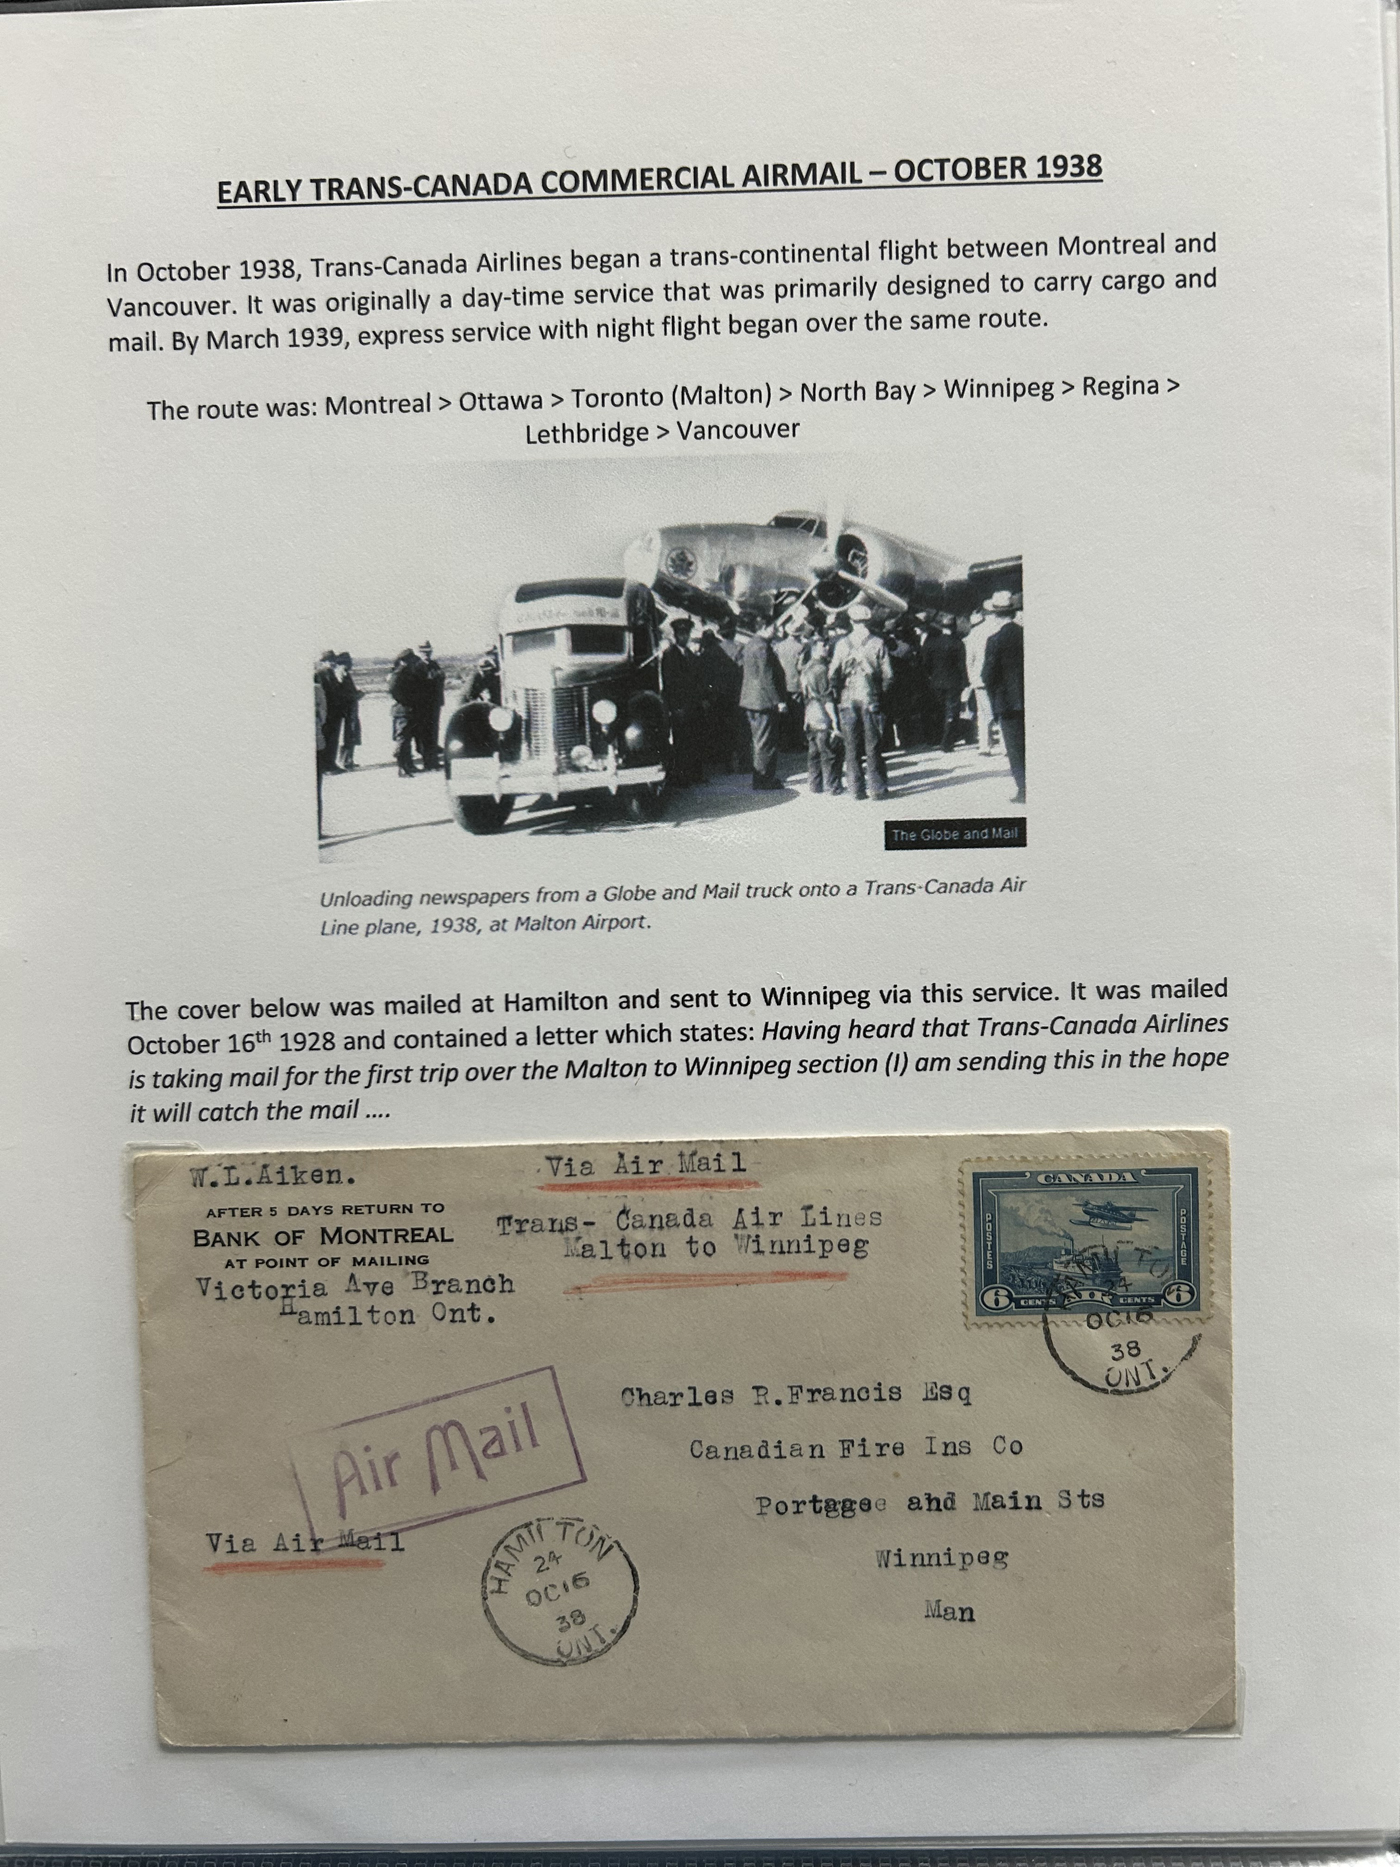 EARLY TRANS-CANADA COMMERCIAL AIRMAIL – OCTOBER 1938
In October 1938, Trans-Canada Airlines began a trans-continental flight between Montreal and
Vancouver. It was originally a day-time service that was primarily designed to carry cargo and
mail. By March 1939, express service with night flight began over the same route.
The route was: Montreal > Ottawa > Toronto (Malton) > North Bay > Winnipeg > Regina >
Lethbridge > Vancouver
The Globe and Mail
Unloading newspapers from a Globe and Mail truck onto a Trans-Canada Air
Line plane, 1938, at Malton Airport.
The cover below was mailed at Hamilton and sent to Winnipeg via this service. It was mailed
October 16th 1928 and contained a letter which states: Having heard that Trans-Canada Airlines
is taking mail for the first trip over the Malton to Winnipeg section (I) am sending this in the hope
it will catch the mail ....
W.L.Aiken.
AFTER 5 DAYS RETURN TO
BANK OF MONTREAL
AT POINT OF MAILING
Victoria Ave Branch
Hamilton Ont.
Via Air Mail
Trans- Canada Air Lines
Malton to Winnipeg
CANADA
POSTES
POSTAGE
6 CENTS CENTS 6
HAMILTON
24
OC 16
38
ONT.
Charles R.Francis Esq
Canadian Fire Ins Co
Portage and Main Sts
Winnipeg
Man
Air Mail
Via Air Mail
HAMILTON
24
OC 16
38
ONT.